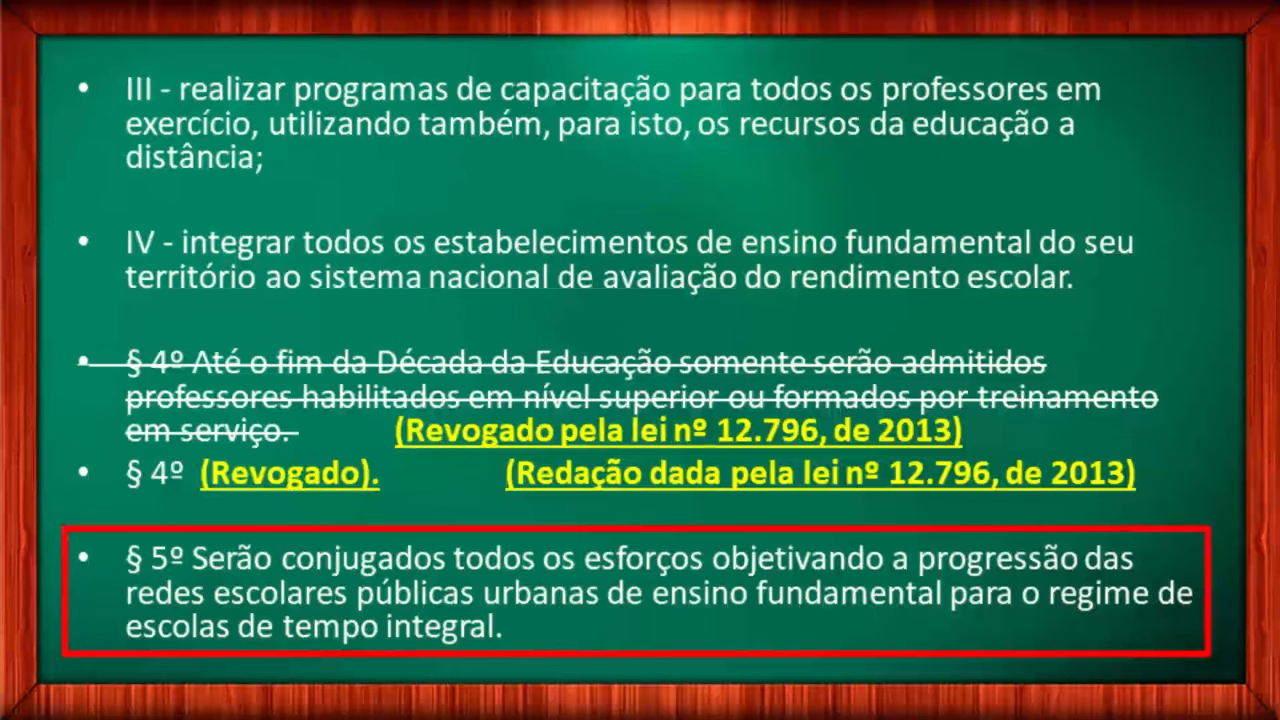 • III - realizar programas de capacitação para todos os professores em
exercício, utilizando também, para isto, os recursos da educação a
distância;
• IV - integrar todos os estabelecimentos de ensino fundamental do seu
território ao sistema nacional de avaliação do rendimento escolar.
• § 4º Até o fim da Década da Educação somente serão admitidos
professores habilitados em nível superior ou formados por treinamento
em serviço. (Revogado pela lei nº 12.796, de 2013)
• § 4º (Revogado). (Redação dada pela lei nº 12.796, de 2013)
• § 5º Serão conjugados todos os esforços objetivando a progressão das
redes escolares públicas urbanas de ensino fundamental para o regime de
escolas de tempo integral.